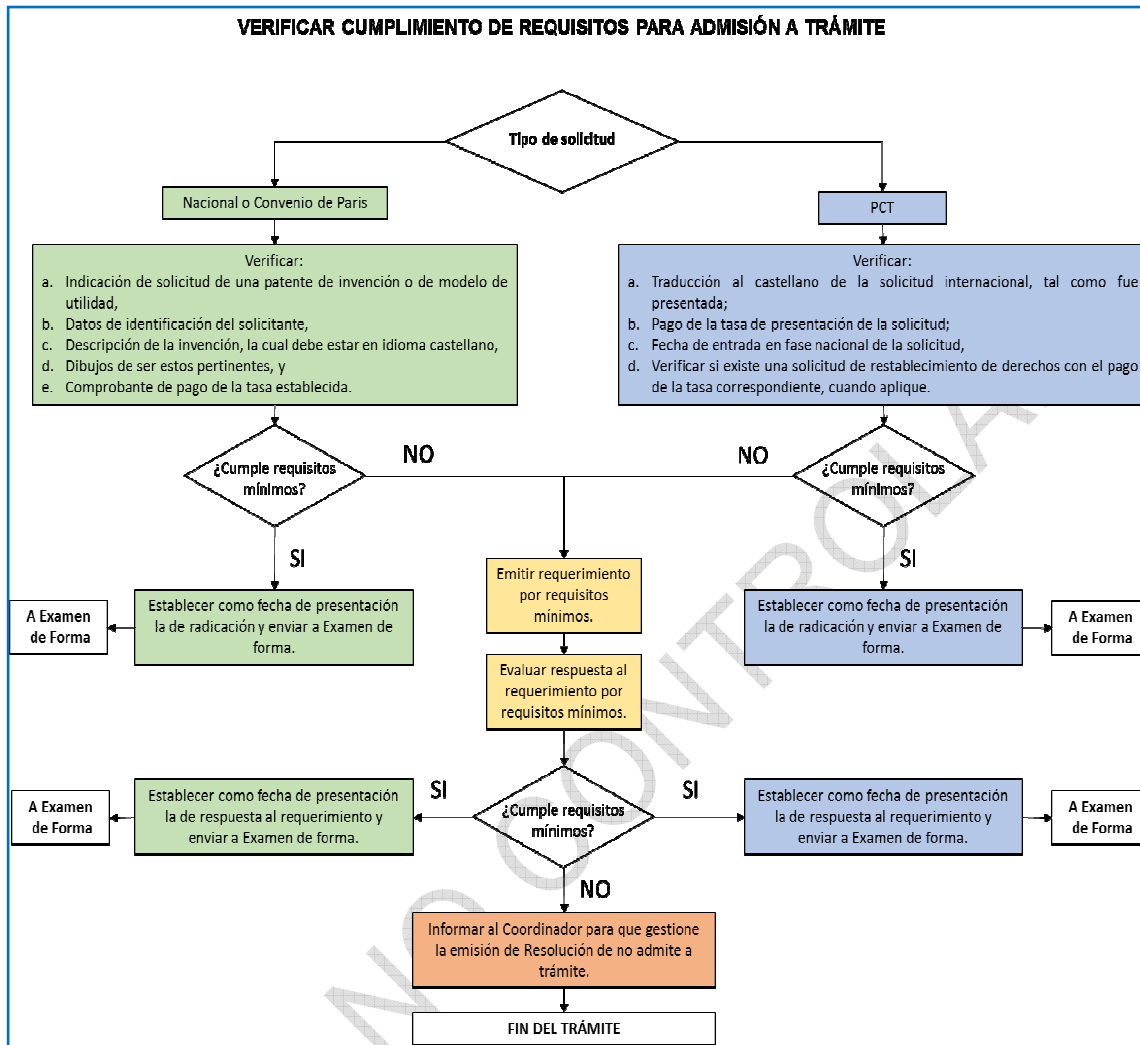 VERIFICAR CUMPLIMIENTO DE REQUISITOS PARA ADMISIÓN A TRÁMITE
Tipo de solicitud
Nacional o Convenio de Paris
PCT
Verificar:
a. Indicación de solicitud de una patente de invención o de modelo de
utilidad,
b. Datos de identificación del solicitante,
c. Descripción de la invención, la cual debe estar en idioma castellano,
d. Dibujos de ser estos pertinentes, y
e. Comprobante de pago de la tasa establecida.
Verificar:
a. Traducción al castellano de la solicitud internacional, tal como fue
presentada;
b. Pago de la tasa de presentación de la solicitud;
c. Fecha de entrada en fase nacional de la solicitud,
d. Verificar si existe una solicitud de restablecimiento de derechos con el pago
de la tasa correspondiente, cuando aplique.
¿Cumple requisitos
mínimos?
NO
NO
¿Cumple requisitos
mínimos?
SI
SI
Emitir requerimiento
por requisitos
mínimos.
A Examen
de Forma
Establecer como fecha de presentación
la de radicación y enviar a Examen de
forma.
Establecer como fecha de presentación
la de radicación y enviar a Examen de
forma.
A Examen
de Forma
Evaluar respuesta al
requerimiento por
requisitos mínimos.
A Examen
de Forma
Establecer como fecha de presentación
la de respuesta al requerimiento y
enviar a Examen de forma.
SI
¿Cumple requisitos
mínimos?
SI
Establecer como fecha de presentación
la de respuesta al requerimiento y
enviar a Examen de forma.
A Examen
de Forma
NO
Informar al Coordinador para que gestione
la emisión de Resolución de no admite a
trámite.
FIN DEL TRÁMITE
NO CONTROLA